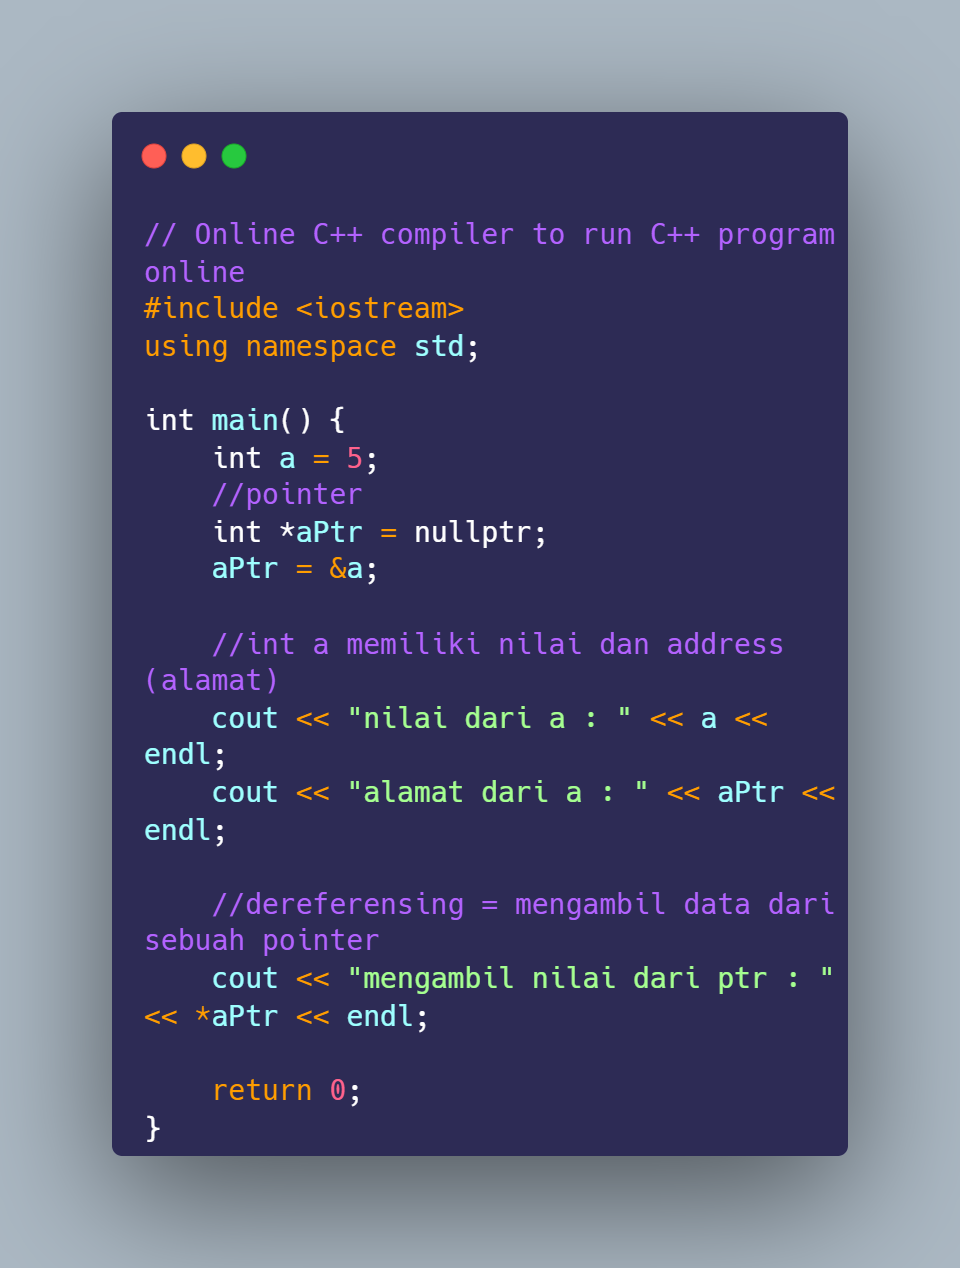 // Online C++ compiler to run C++ program
online
#include <iostream>
using namespace std;

int main() {
    int a = 5;
    //pointer
    int *aPtr = nullptr;
    aPtr = &a;

    //int a memiliki nilai dan address
(alamat)
    cout << "nilai dari a : " << a <<
endl;
    cout << "alamat dari a : " << aPtr <<
endl;

    //dereferensing = mengambil data dari
sebuah pointer
    cout << "mengambil nilai dari ptr : "
<< *aPtr << endl;

    return 0;
}